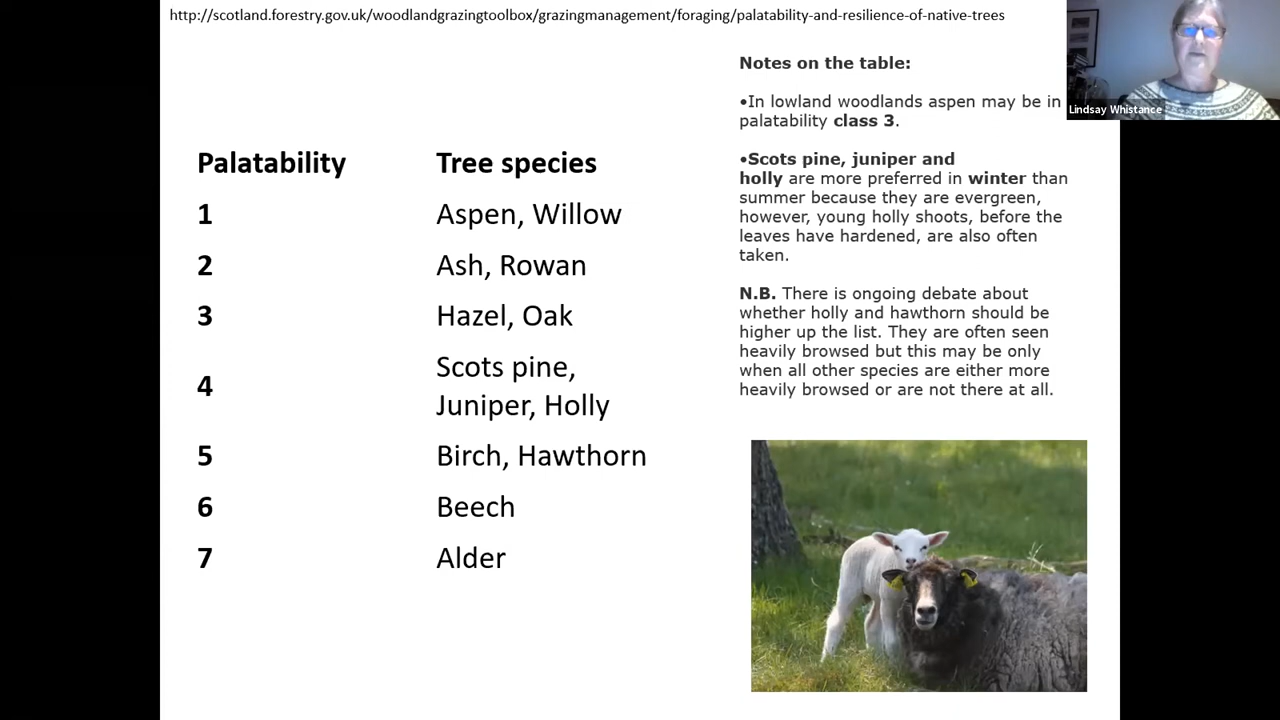 http://scotland.forestry.gov.uk/woodlandgrazingtoolbox/grazingmanagement/foraging/palatability-and-resilience-of-native-trees
Palatability Tree species
1 Aspen, Willow
2 Ash, Rowan
3 Hazel, Oak
4 Scots pine,
Juniper, Holly
5 Birch, Hawthorn
6 Beech
7 Alder
Notes on the table:
•In lowland woodlands aspen may be in
palatability class 3.
•Scots pine, juniper and
holly are more preferred in winter than
summer because they are evergreen,
however, young holly shoots, before the
leaves have hardened, are also often
taken.
N.B. There is ongoing debate about
whether holly and hawthorn should be
higher up the list. They are often seen
heavily browsed but this may be only
when all other species are either more
heavily browsed or are not there at all.
Lindsay Whistance